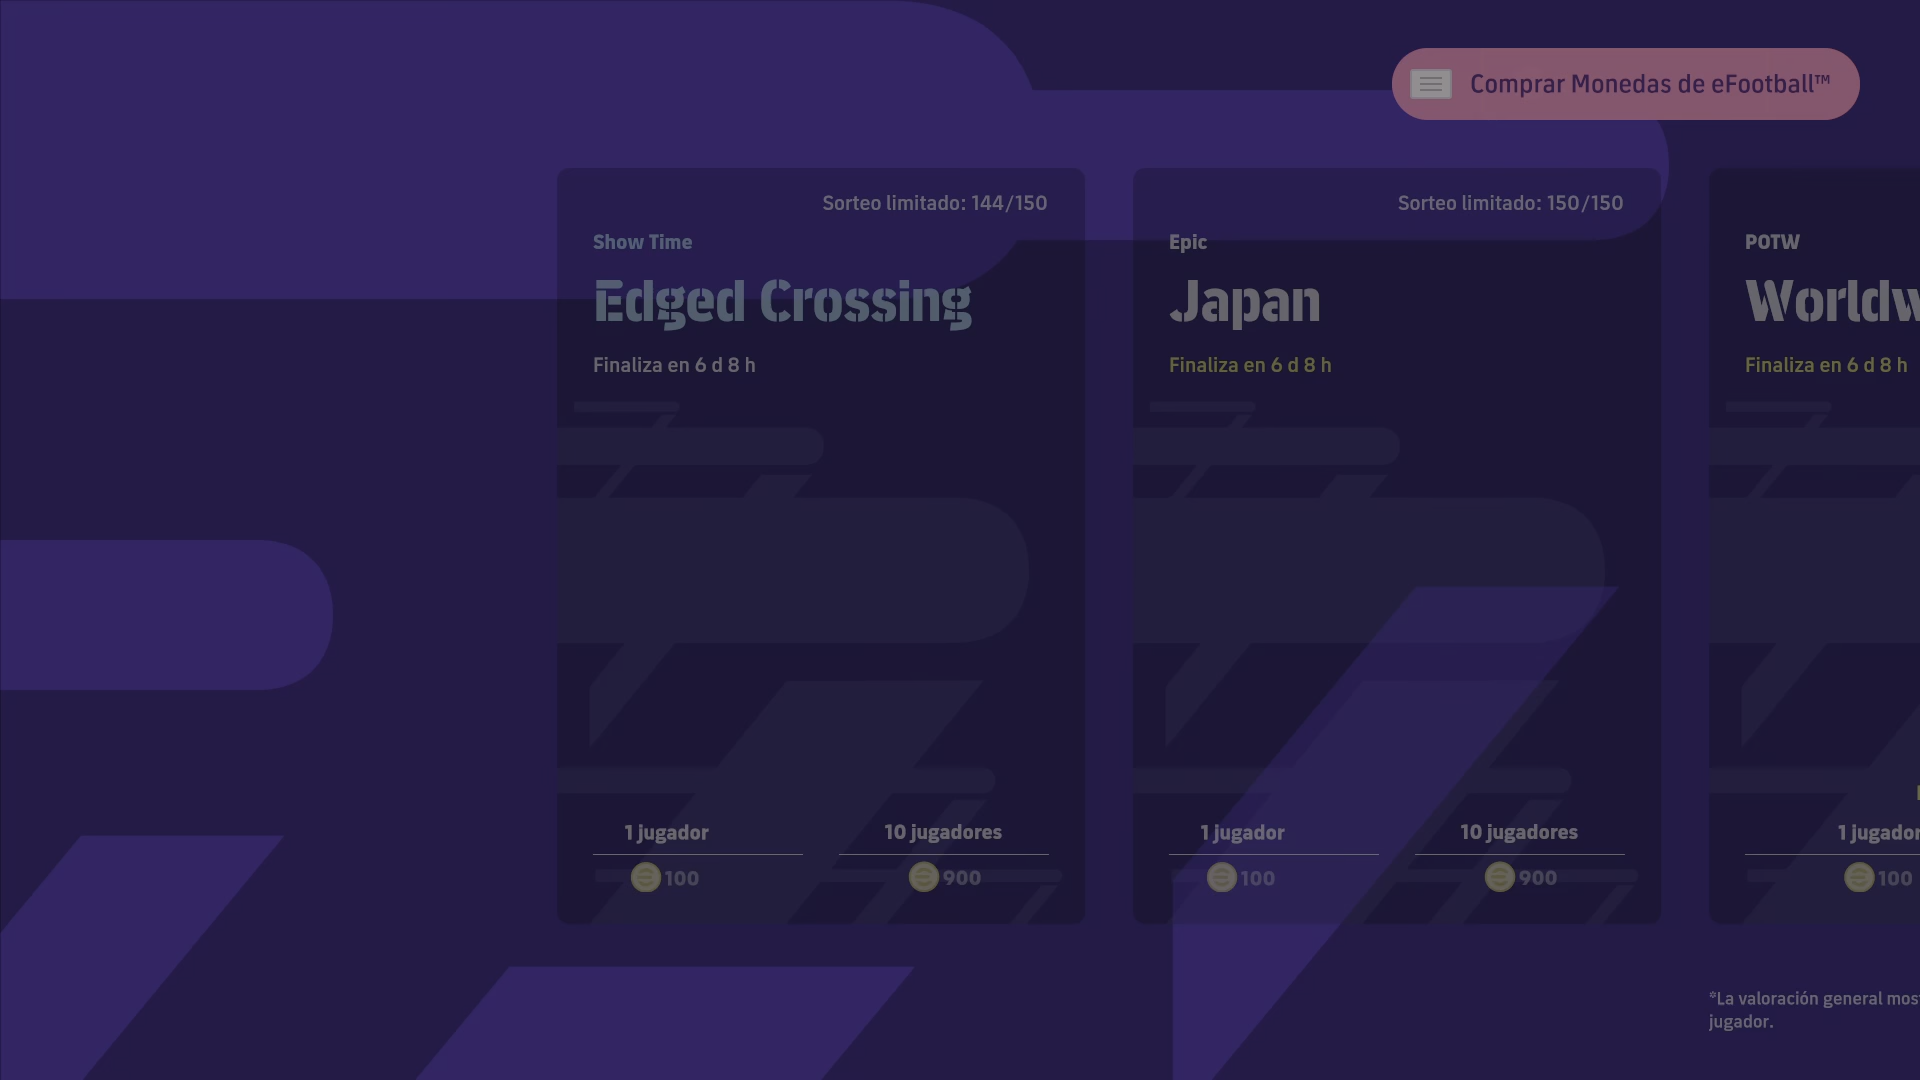 Comprar Monedas de eFootball™
Sorteo limitado: 144/150
Show Time
Edged Crossing
Finaliza en 6 d 8 h
1 jugador
10 jugadores
100
900
Sorteo limitado: 150/150
Epic
Japan
Finaliza en 6 d 8 h
1 jugador
10 jugadores
100
900
POTW
Finaliza en 6 d 8 h
1 jugador
100
*La valoración general
jugador.